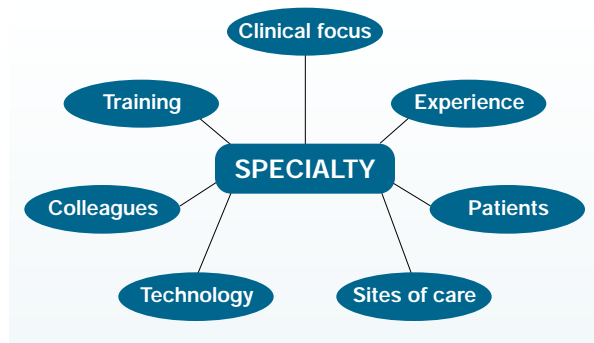 Clinical focus
Training
Experience
SPECIALTY
Colleagues
Patients
Technology
Sites of care